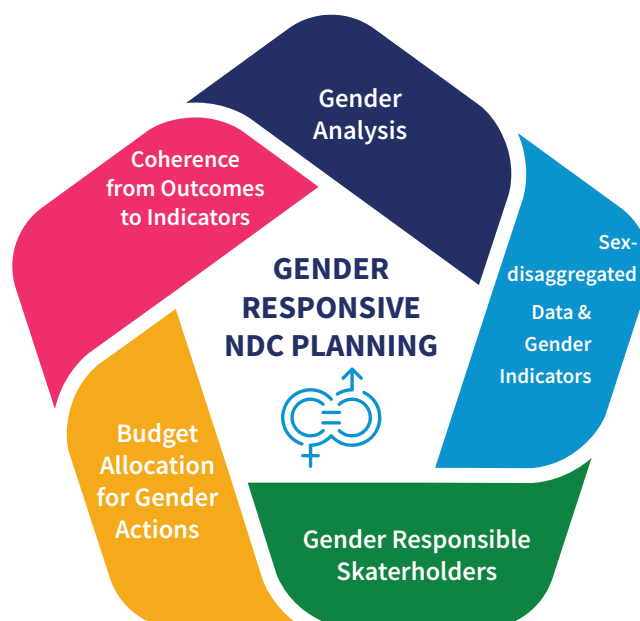 Gender
Analysis
Coherence
from Outcomes
to Indicators
Sex-
disaggregated
Data &
Gender
Indicators
GENDER
RESPONSIVE
NDC PLANNING
Budget
Allocation
for Gender
Actions
Gender Responsible
Skaterholders